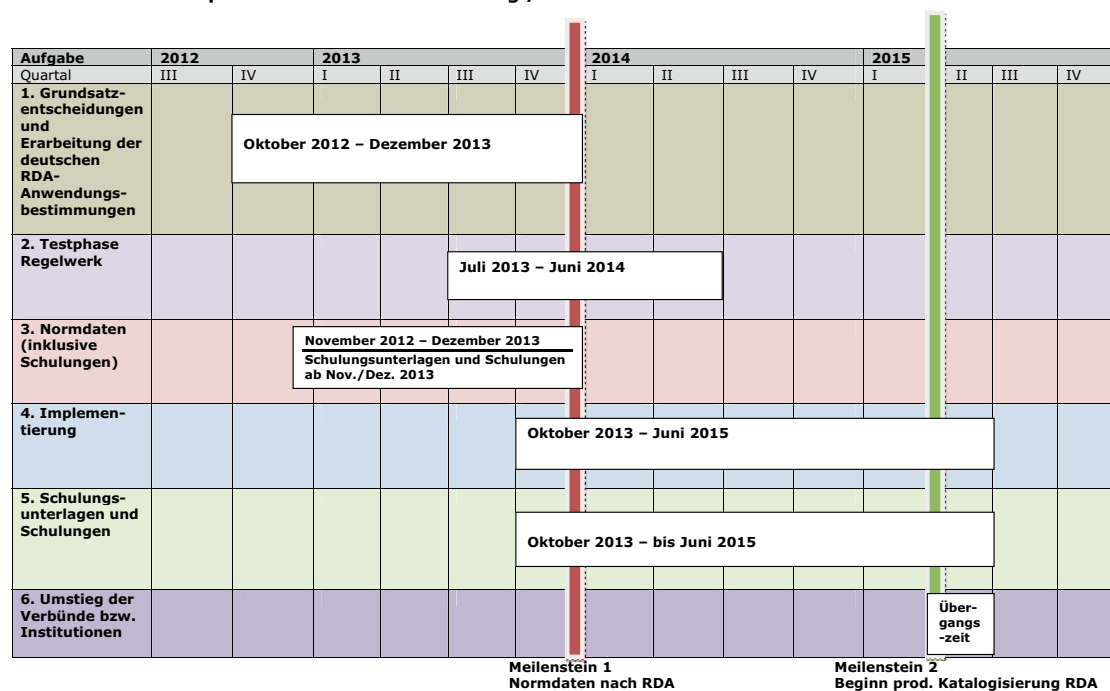 Aufgabe 2012 2013 2014 2015
Quartal III IV I II III IV I II III IV I II III IV
1. Grundsatz-
entscheidungen
und
Erarbeitung der
deutschen
RDA-
Anwendungs-
bestimmungen
Oktober 2012 – Dezember 2013
2. Testphase
Regelwerk
Juli 2013 – Juni 2014
3. Normdaten
(inklusive
Schulungen)
November 2012 – Dezember 2013
Schulungsunterlagen und Schulungen
ab Nov./Dez. 2013
4. Implemen-
tierung
Oktober 2013 – Juni 2015
5. Schulungs-
unterlagen und
Schulungen
Oktober 2013 – bis Juni 2015
6. Umstieg der
Verbünde bzw.
Institutionen
Über-
gangs
-zeit
Meilenstein 1
Normdaten nach RDA
Meilenstein 2
Beginn prod. Katalogisierung RDA